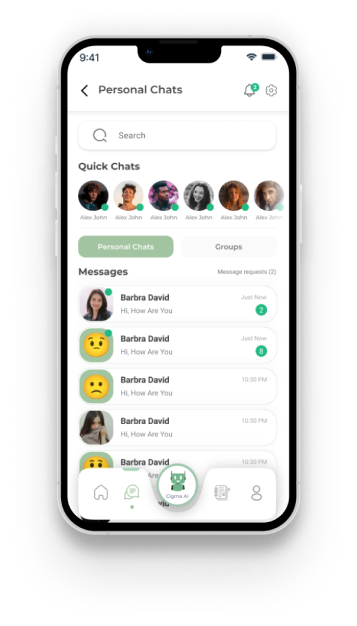 9:41
Personal Chats
2
Search
Quick Chats
Alex John Alex John Alex John Alex John Alex John Alex John
Personal Chats Groups
Messages Message requests (2)
Barbra David Just Now
Hi, How Are You 2
Barbra David Just Now
Hi, How Are You 8
Barbra David 10:30 PM
Hi, How Are You
Barbra David 10:30 PM
Hi, How Are You
Barbra David 10:30 PM
Are You
Cigma Ai